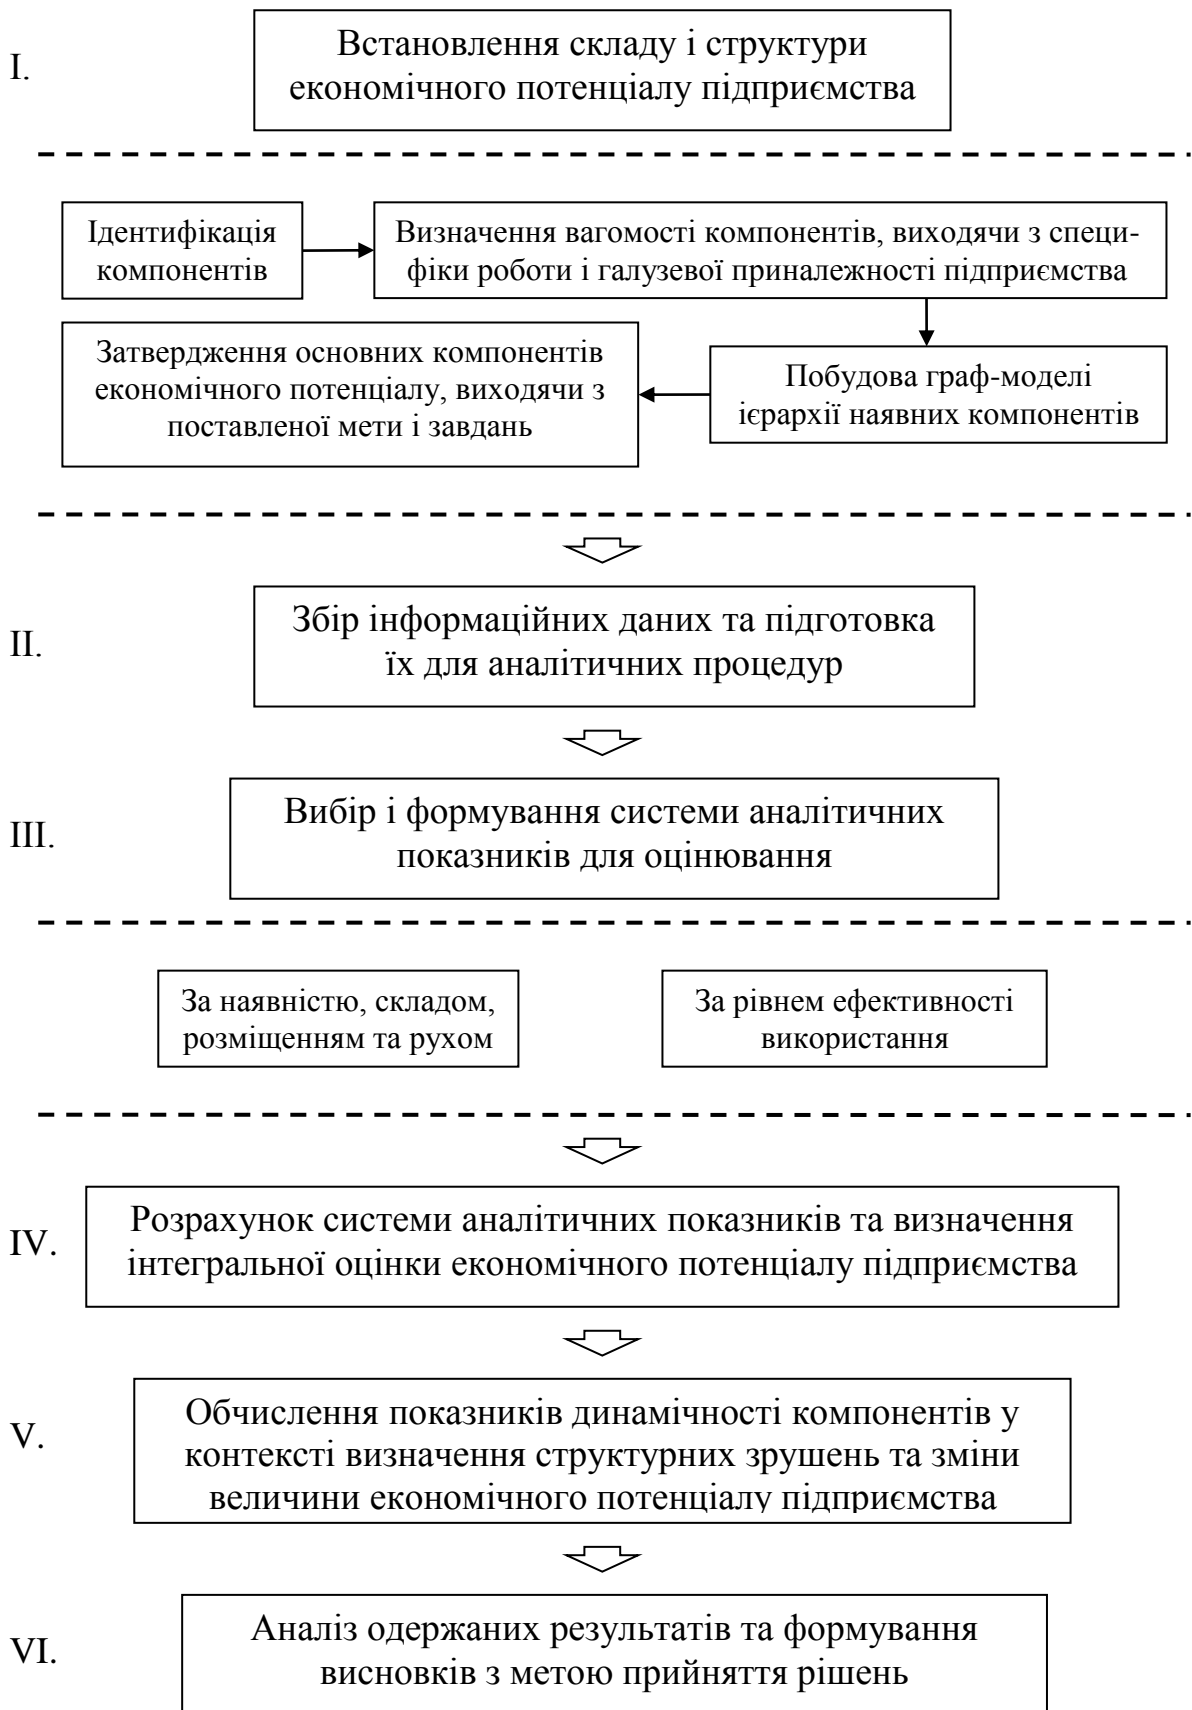 I.
Встановлення складу і структури
економічного потенціалу підприємства
Ідентифікація
компонентів
Визначення вагомості компонентів, виходячи з специ-
фіки роботи і галузевої приналежності підприємства
Затвердження основних компонентів
економічного потенціалу, виходячи з
поставленої мети і завдань
Побудова граф-моделі
ієрархії наявних компонентів
II.
Збір інформаційних даних та підготовка
їх для аналітичних процедур
III.
Вибір і формування системи аналітичних
показників для оцінювання
За наявністю, складом,
розміщенням та рухом
За рівнем ефективності
використання
IV.
Розрахунок системи аналітичних показників та визначення
інтегральної оцінки економічного потенціалу підприємства
V.
Обчислення показників динамічності компонентів у
контексті визначення структурних зрушень та зміни
величини економічного потенціалу підприємства
VI.
Аналіз одержаних результатів та формування
висновків з метою прийняття рішень